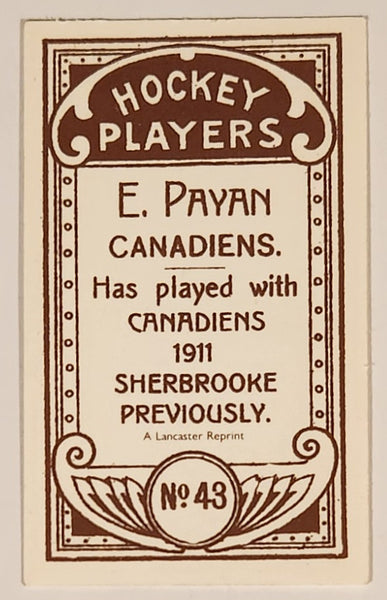 HOCKEY
PLAYERS
E. PAYAN
CANADIENS.
Has played with
CANADIENS
1911
SHERBROOKE
PREVIOUSLY.
A Lancaster Reprint
No 43